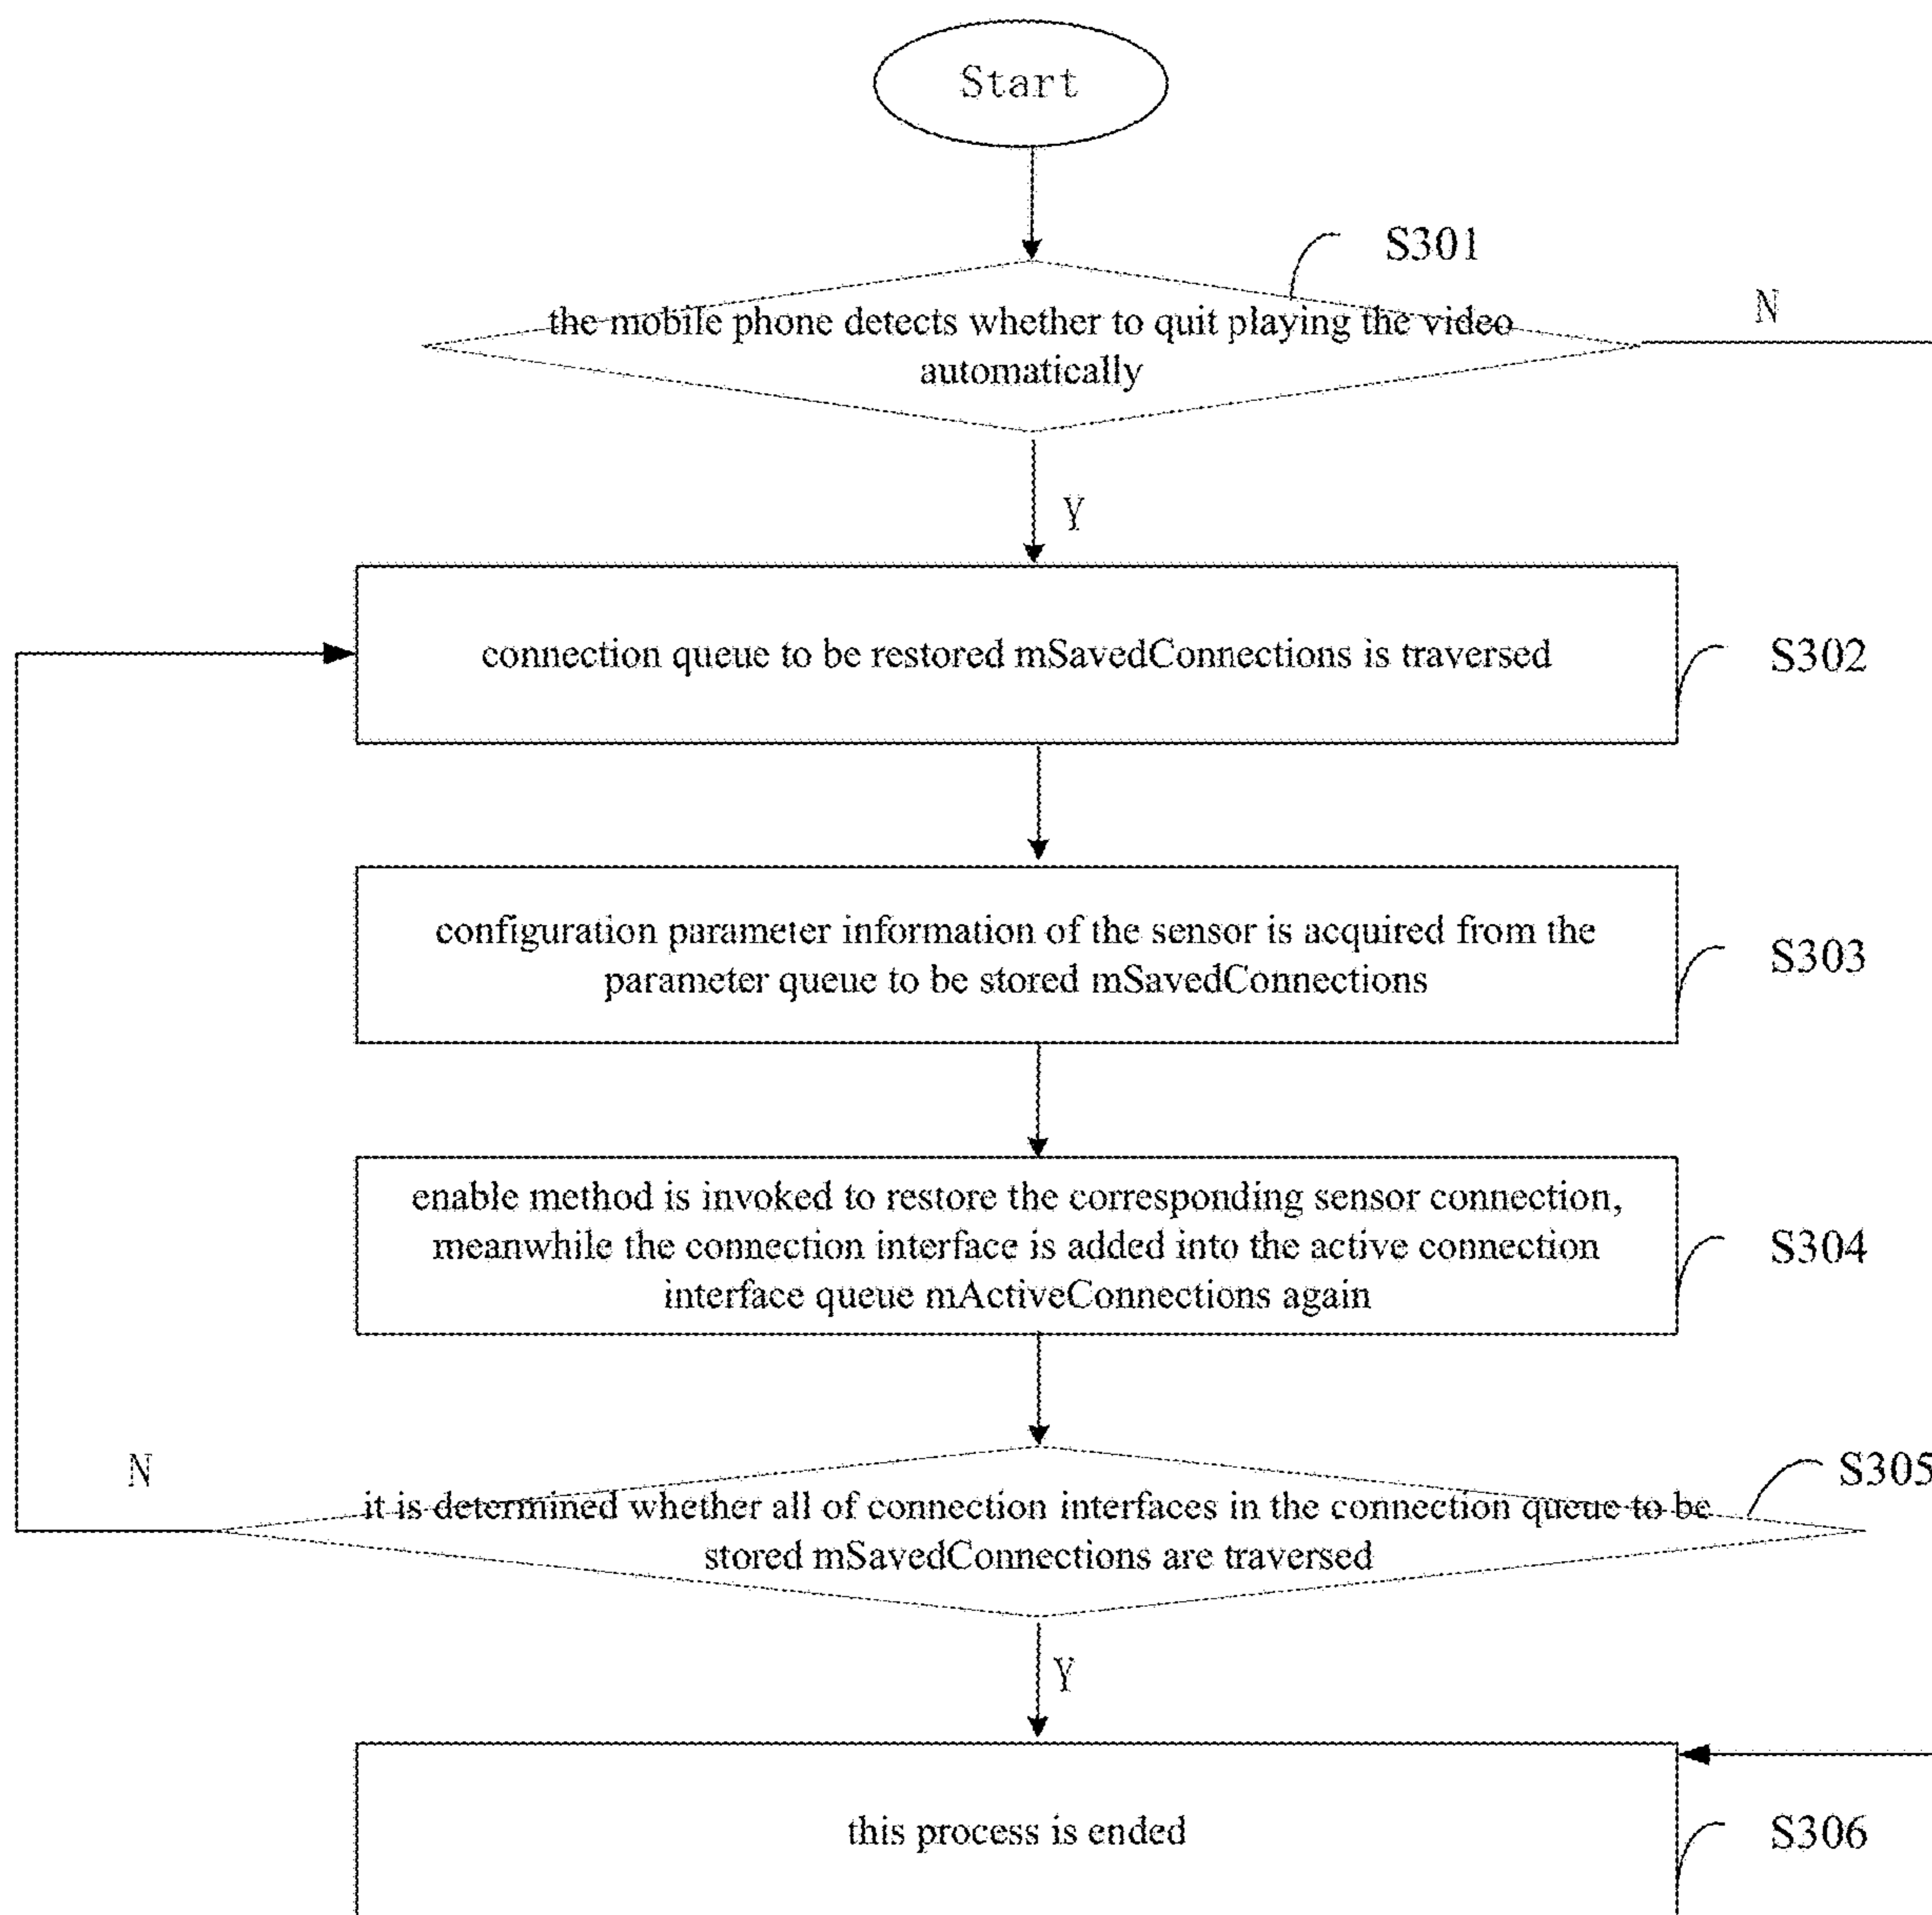 Start
S301
N
the mobile phone detects whether to quit playing the video
automatically
Y
connection queue to be restored mSavedConnections is traversed
S302
configuration parameter information of the sensor is acquired from the
parameter queue to be stored mSavedConnections
S303
enable method is invoked to restore the corresponding sensor connection,
meanwhile the connection interface is added into the active connection
interface queue mActiveConnections again
S304
N
S305
it is determined whether all of connection interfaces in the connection queue to be
stored mSavedConnections are traversed
Y
this process is ended
S306